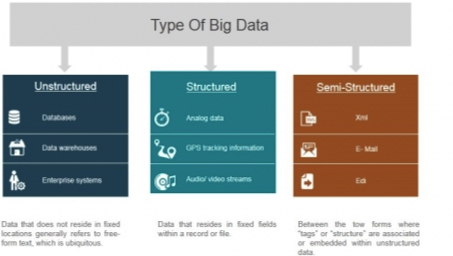 Type Of Big Data
Unstructured
Databases
Data warehouses
Enterprise systems
Data that does not reside in fixed
locations generally refers to free-
form text, which is ubiquitous.
Structured
Analog data
GPS tracking information
Audio/ video streams
Data that resides in fixed fields
within a record or file.
Semi-Structured
Xml
E- Mail
Edi
Between the tow forms where
"tags" or "structure" are associated
or embedded within unstructured
data.